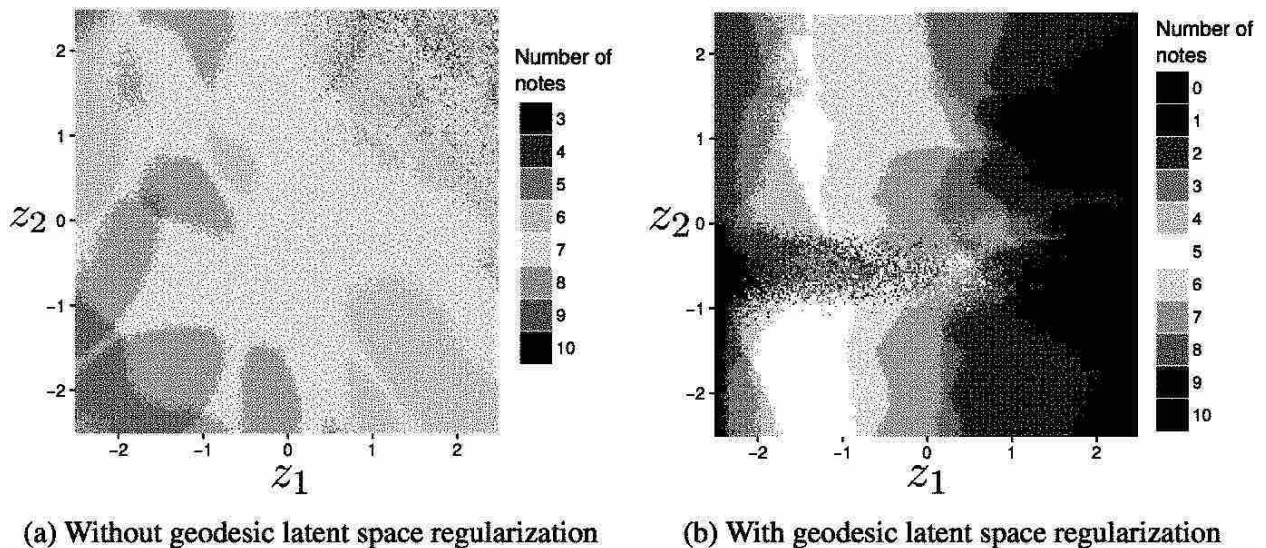 2
1
z2 0
−1
−2
−2 −1 0 1 2
z1
Number of
notes
3
4
5
6
7
8
9
10
(a) Without geodesic latent space regularization
2
1
z2 0
−1
−2
−2 −1 0 1 2
z1
Number of
notes
0
1
2
3
4
5
6
7
8
9
10
(b) With geodesic latent space regularization